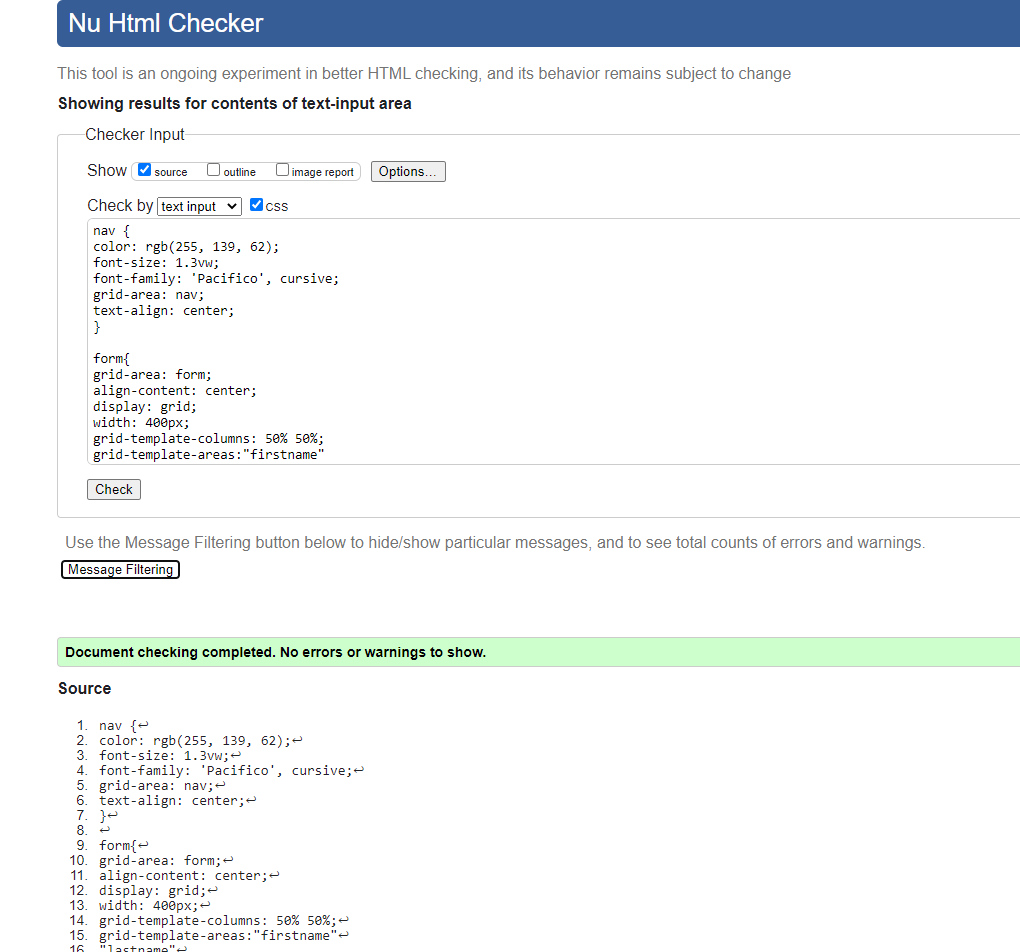 Nu Html Checker
This tool is an ongoing experiment in better HTML checking, and its behavior remains subject to change
Showing results for contents of text-input area
Checker Input
Show source outline image report Options...
Check by text input css
nav {
color: rgb(255, 139, 62);
font-size: 1.3vw;
font-family: 'Pacifico', cursive;
grid-area: nav;
text-align: center;
}
form{
grid-area: form;
align-content: center;
display: grid;
width: 400px;
grid-template-columns: 50% 50%;
grid-template-areas:"firstname"
Check
Use the Message Filtering button below to hide/show particular messages, and to see total counts of errors and warnings.
Message Filtering
Document checking completed. No errors or warnings to show.
Source
1. nav {↩
2. color: rgb(255, 139, 62);↩
3. font-size: 1.3vw;↩
4. font-family: 'Pacifico', cursive;↩
5. grid-area: nav;↩
6. text-align: center;↩
7. }↩
8. ↩
9. form{↩
10. grid-area: form;↩
11. align-content: center;↩
12. display: grid;↩
13. width: 400px;↩
14. grid-template-columns: 50% 50%;↩
15. grid-template-areas:"firstname"↩
16. "lastname"↩